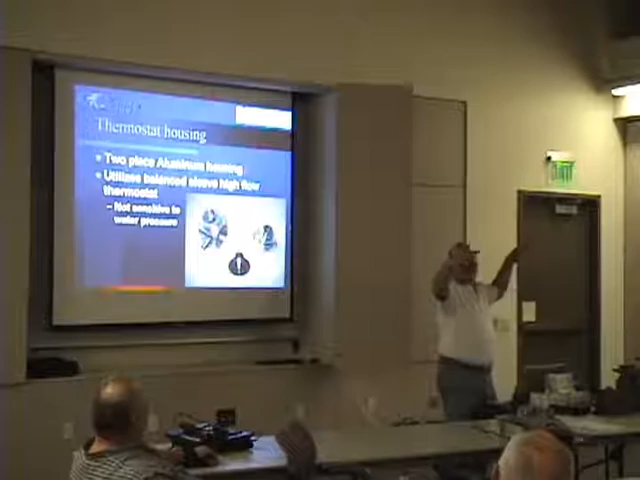 Thermostat housing
• Two piece Aluminum housing
• Utilizes balanced sleeve high flow
thermostat
– Not sensitive to
water pressure
EXIT